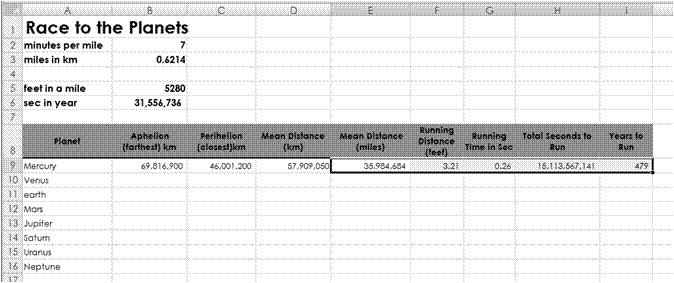 A B C D E F G H I
1 Race to the Planets
2 minutes per mile 7
3 miles in km 0.6214
4
5 feet in a mile 5280
6 sec in year 31,556,736
7
8 Planet Aphelion (farthest) km Perihelion (closest)km Mean Distance (km) Mean Distance (miles) Running Distance (feet) Running Time in Sec Total Seconds to Run Years to Run
9 Mercury 69,816,900 46,001,200 57,909,050 35,984,684 3.21 0.26 15,113,567,141 479
10 Venus
11 earth
12 Mars
13 Jupiter
14 Saturn
15 Uranus
16 Neptune
17